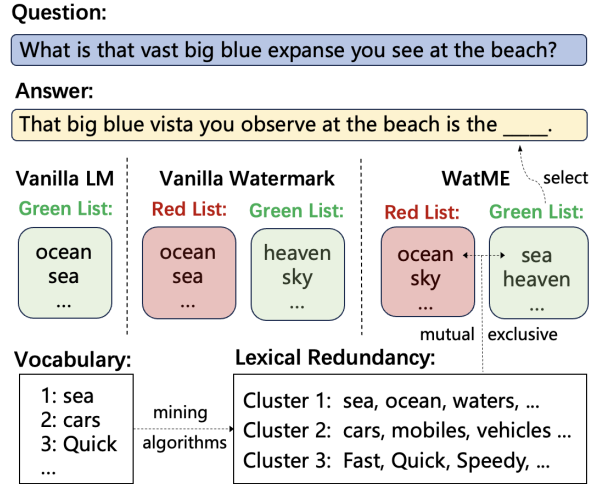 Question:
What is that vast big blue expanse you see at the beach?
Answer:
That big blue vista you observe at the beach is the ____.
Vanilla LM
Vanilla Watermark
WatME
select
Green List:
Red List:
Green List:
Red List:
Green List:
ocean
sea
...
ocean
sea
...
heaven
sky
...
ocean
sky
...
sea
heaven
...
mutual exclusive
Vocabulary:
1: sea
2: cars
3: Quick
...
mining
algorithms
Lexical Redundancy:
Cluster 1: sea, ocean, waters, ...
Cluster 2: cars, mobiles, vehicles ...
Cluster 3: Fast, Quick, Speedy, ...